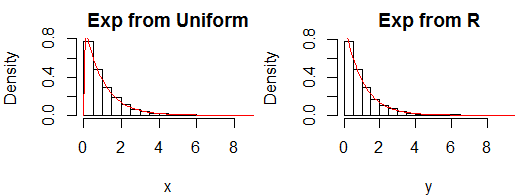 Exp from Uniform
Density
0.0 0.4 0.8
0 2 4 6 8
x
Exp from R
Density
0.0 0.4 0.8
0 2 4 6 8
y